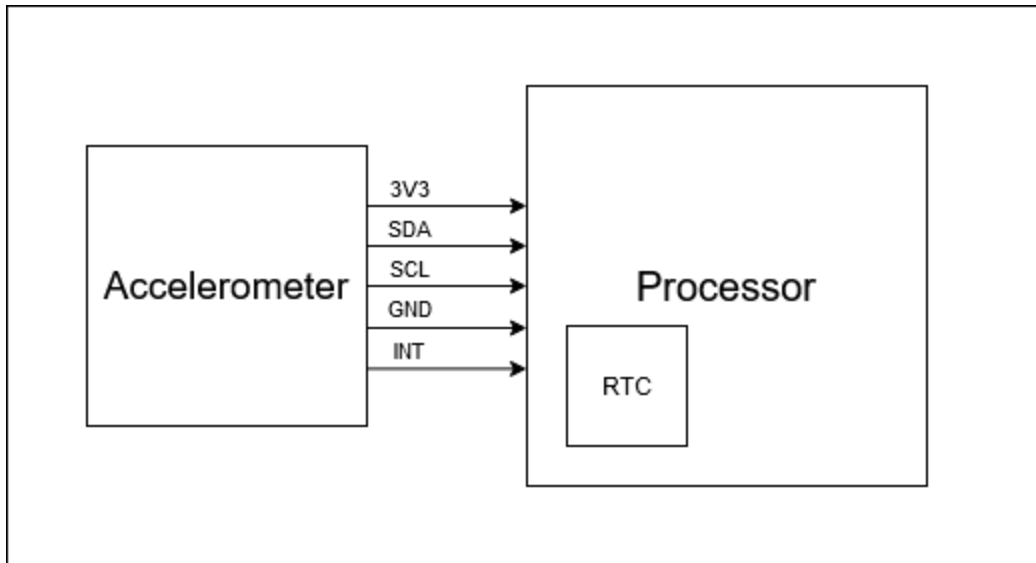 Accelerometer
3V3
SDA
SCL
GND
INT
Processor
RTC